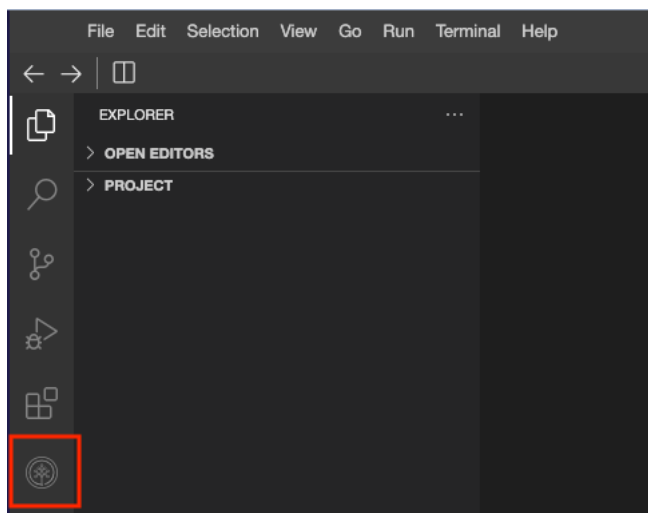 File Edit Selection View Go Run Terminal Help
EXPLORER
OPEN EDITORS
PROJECT